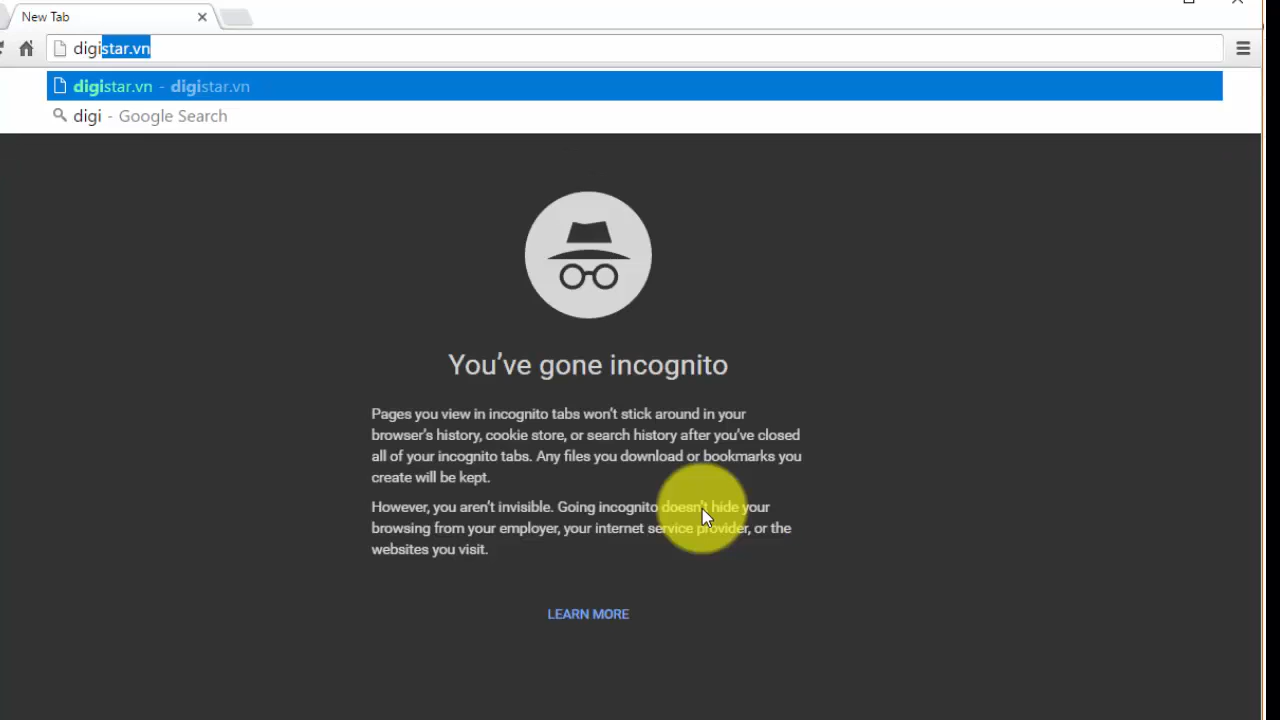 New Tab
digistar.vn
digistar.vn - digistar.vn
digi - Google Search
You've gone incognito
Pages you view in incognito tabs won't stick around in your
browser's history, cookie store, or search history after you've closed
all of your incognito tabs. Any files you download or bookmarks you
create will be kept.
However, you aren't invisible. Going incognito doesn't hide your
browsing from your employer, your internet service provider, or the
websites you visit.
LEARN MORE